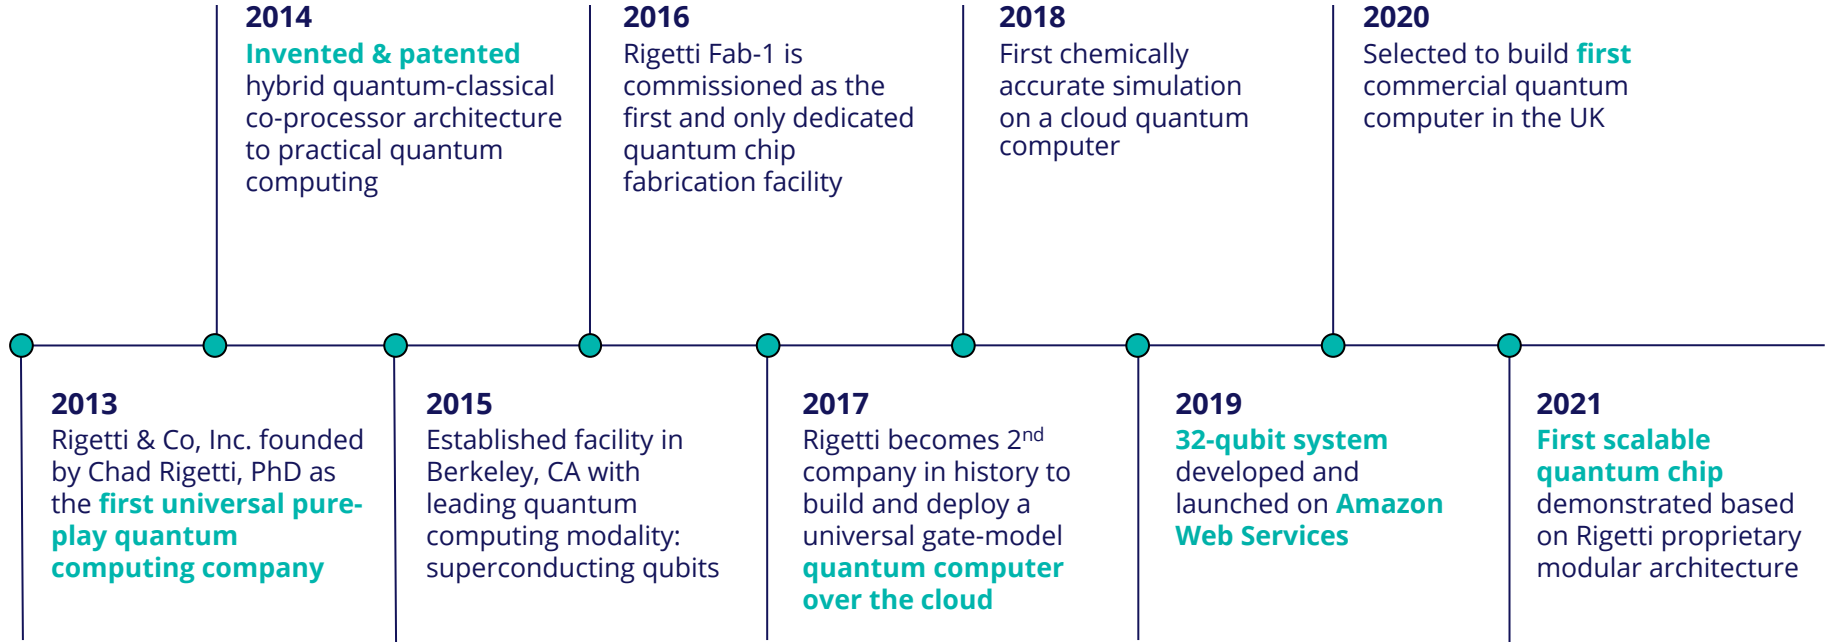 2014
Invented & patented
hybrid quantum-classical
co-processor architecture
to practical quantum
computing
2016
Rigetti Fab-1 is
commissioned as the
first and only dedicated
quantum chip
fabrication facility
2018
First chemically
accurate simulation
on a cloud quantum
computer
2020
Selected to build first
commercial quantum
computer in the UK
2013
Rigetti & Co, Inc. founded
by Chad Rigetti, PhD as
the first universal pure-
play quantum
computing company
2015
Established facility in
Berkeley, CA with
leading quantum
computing modality:
superconducting qubits
2017
Rigetti becomes 2nd
company in history to
build and deploy a
universal gate-model
quantum computer
over the cloud
2019
32-qubit system
developed and
launched on Amazon
Web Services
2021
First scalable
quantum chip
demonstrated based
on Rigetti proprietary
modular architecture